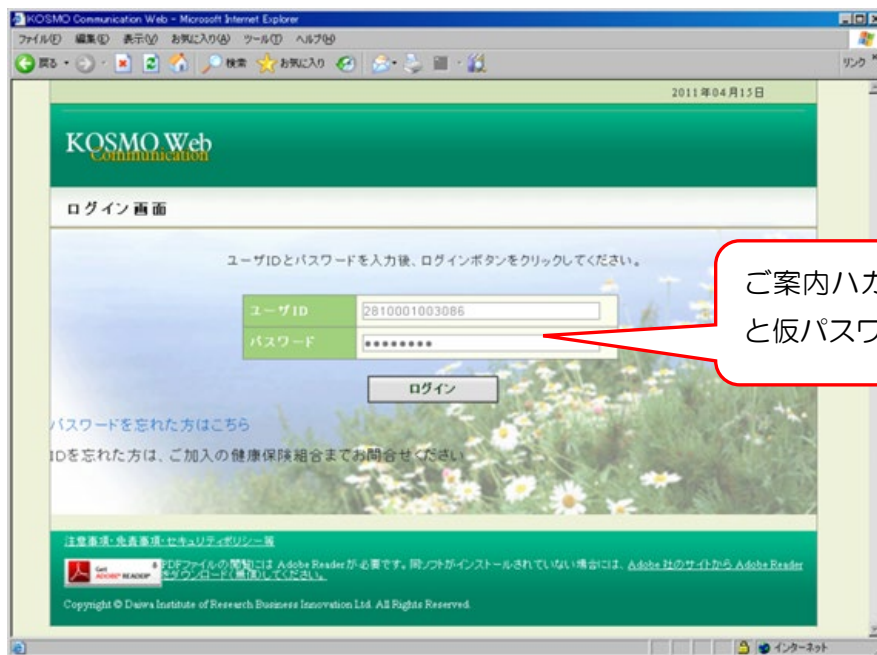 KOSMO Communication Web - Microsoft Internet Explorer
ファイル(F) 編集(E) 表示(V) お気に入り(A) ツール(T) ヘルプ(H)
戻る 検索 お気に入り リンク
2011年04月15日
KOSMO Web
Communication
ログイン画面
ユーザIDとパスワードを入力後、ログインボタンをクリックしてください。
ユーザID 2810001003086
パスワード ●●●●●●●●
ログイン
ご案内ハガ
と仮パスワ
パスワードを忘れた方はこちら
IDを忘れた方は、ご加入の健康保険組合までお問合せください
注意事項・免責事項・セキュリティポリシー等
Get ADOBE READER PDFファイルの閲覧には Adobe Readerが必要です。同ソフトがインストールされていない場合には、Adobe 社のサイトから Adobe Reader
をダウンロード(無償)してください。
Copyright © Daiwa Institute of Research Business Innovation Ltd. All Rights Reserved.
インターネット